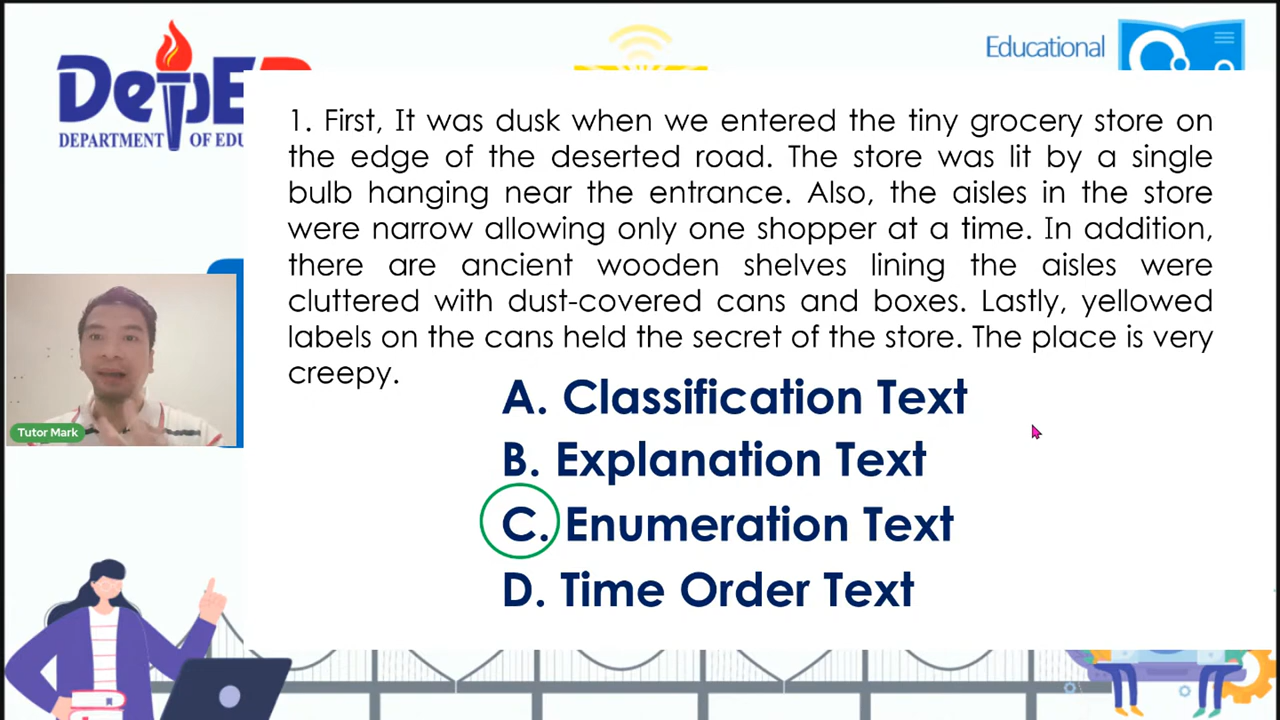 DepE
DEPARTMENT OF EDU
Educational
1. First, It was dusk when we entered the tiny grocery store on
the edge of the deserted road. The store was lit by a single
bulb hanging near the entrance. Also, the aisles in the store
were narrow allowing only one shopper at a time. In addition,
there are ancient wooden shelves lining the aisles were
cluttered with dust-covered cans and boxes. Lastly, yellowed
labels on the cans held the secret of the store. The place is very
creepy.
A. Classification Text
B. Explanation Text
C. Enumeration Text
D. Time Order Text
Tutor Mark